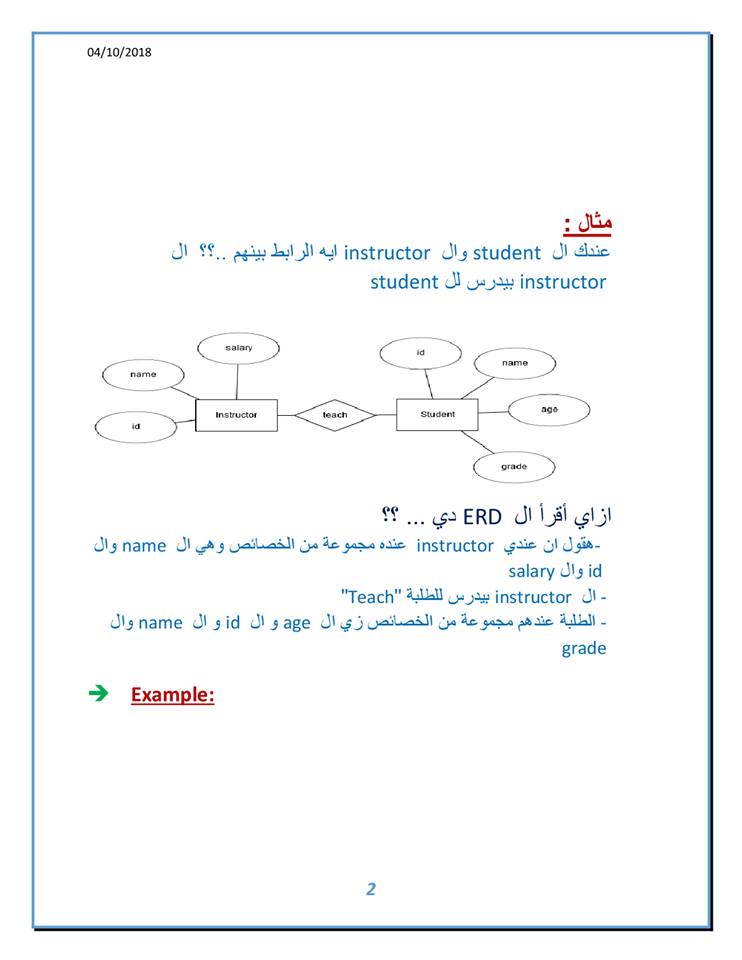 04/10/2018
مثال :
عندك ال student وال instructor ايه الرابط بينهم ..؟؟ ال
instructor بيدرس لل student
salary
id
name
name
age
Instructor
teach
Student
id
grade
ازاي أقرأ ال ERD دي ... ؟؟
-هقول ان عندي instructor عنده مجموعة من الخصائص وهي ال name وال
id وال salary
- ال instructor بيدرس للطلبة "Teach"
- الطلبة عندهم مجموعة من الخصائص زي ال age و ال id و ال name وال
grade
➔ Example:
2